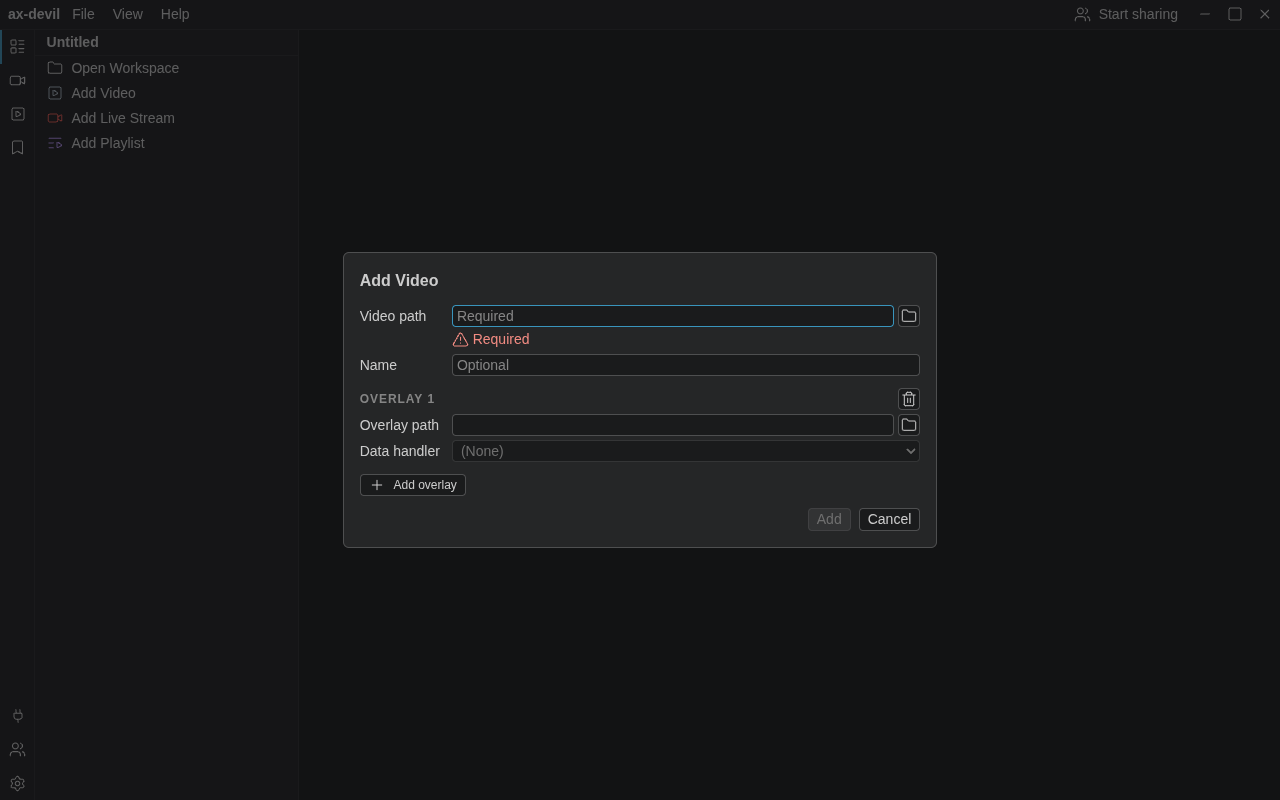 ax-devil File View Help Start sharing
Untitled
Open Workspace
Add Video
Add Live Stream
Add Playlist
Add Video
Video path Required
Required
Name Optional
OVERLAY 1
Overlay path
Data handler (None)
Add overlay
Add Cancel